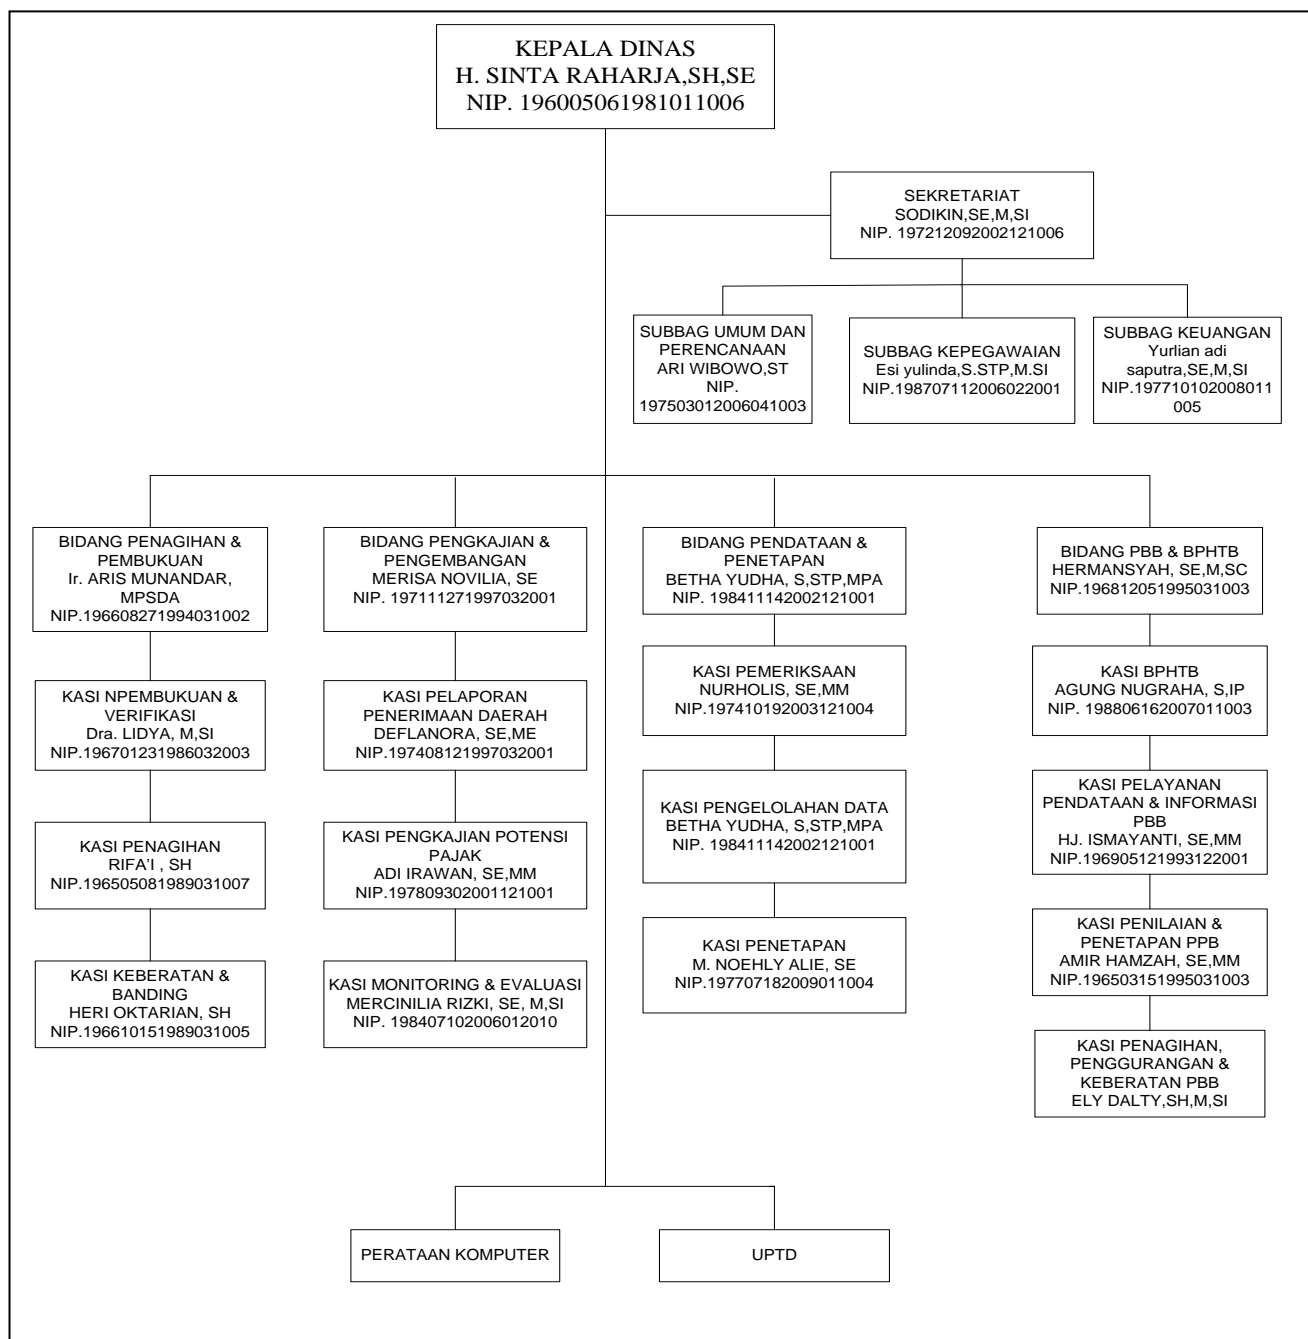 KEPALA DINAS
H. SINTA RAHARJA,SH,SE
NIP. 196005061981011006
SEKRETARIAT
SODIKIN,SE,M,SI
NIP. 197212092002121006
SUBBAG UMUM DAN
PERENCANAAN
ARI WIBOWO,ST
NIP.
197503012006041003
SUBBAG KEPEGAWAIAN
Esi yulinda,S.STP,M.SI
NIP.198707112006022001
SUBBAG KEUANGAN
Yurlian adi
saputra,SE,M,SI
NIP.197710102008011
005
BIDANG PENAGIHAN &
PEMBUKUAN
Ir. ARIS MUNANDAR,
MPSDA
NIP.196608271994031002
BIDANG PENGKAJIAN &
PENGEMBANGAN
MERISA NOVILIA, SE
NIP. 197111271997032001
BIDANG PENDATAAN &
PENETAPAN
BETHA YUDHA, S,STP,MPA
NIP. 198411142002121001
BIDANG PBB & BPHTB
HERMANSYAH, SE,M,SC
NIP.196812051995031003
KASI NPEMBUKUAN &
VERIFIKASI
Dra. LIDYA, M,SI
NIP.196701231986032003
KASI PELAPORAN
PENERIMAAN DAERAH
DEFLANORA, SE,ME
NIP.197408121997032001
KASI PEMERIKSAAN
NURHOLIS, SE,MM
NIP.197410192003121004
KASI BPHTB
AGUNG NUGRAHA, S,IP
NIP. 198806162007011003
KASI PENAGIHAN
RIFA’I , SH
NIP.196505081989031007
KASI PENGKAJIAN POTENSI
PAJAK
ADI IRAWAN, SE,MM
NIP.197809302001121001
KASI PENGELOLAHAN DATA
BETHA YUDHA, S,STP,MPA
NIP. 198411142002121001
KASI PELAYANAN
PENDATAAN & INFORMASI
PBB
HJ. ISMAYANTI, SE,MM
NIP.196905121993122001
KASI KEBERATAN &
BANDING
HERI OKTARIAN, SH
NIP.196610151989031005
KASI MONITORING & EVALUASI
MERCINILIA RIZKI, SE, M,SI
NIP. 198407102006012010
KASI PENETAPAN
M. NOEHLY ALIE, SE
NIP.197707182009011004
KASI PENILAIAN &
PENETAPAN PPB
AMIR HAMZAH, SE,MM
NIP.196503151995031003
KASI PENAGIHAN,
PENGGURANGAN &
KEBERATAN PBB
ELY DALTY,SH,M,SI
PERATAAN KOMPUTER
UPTD